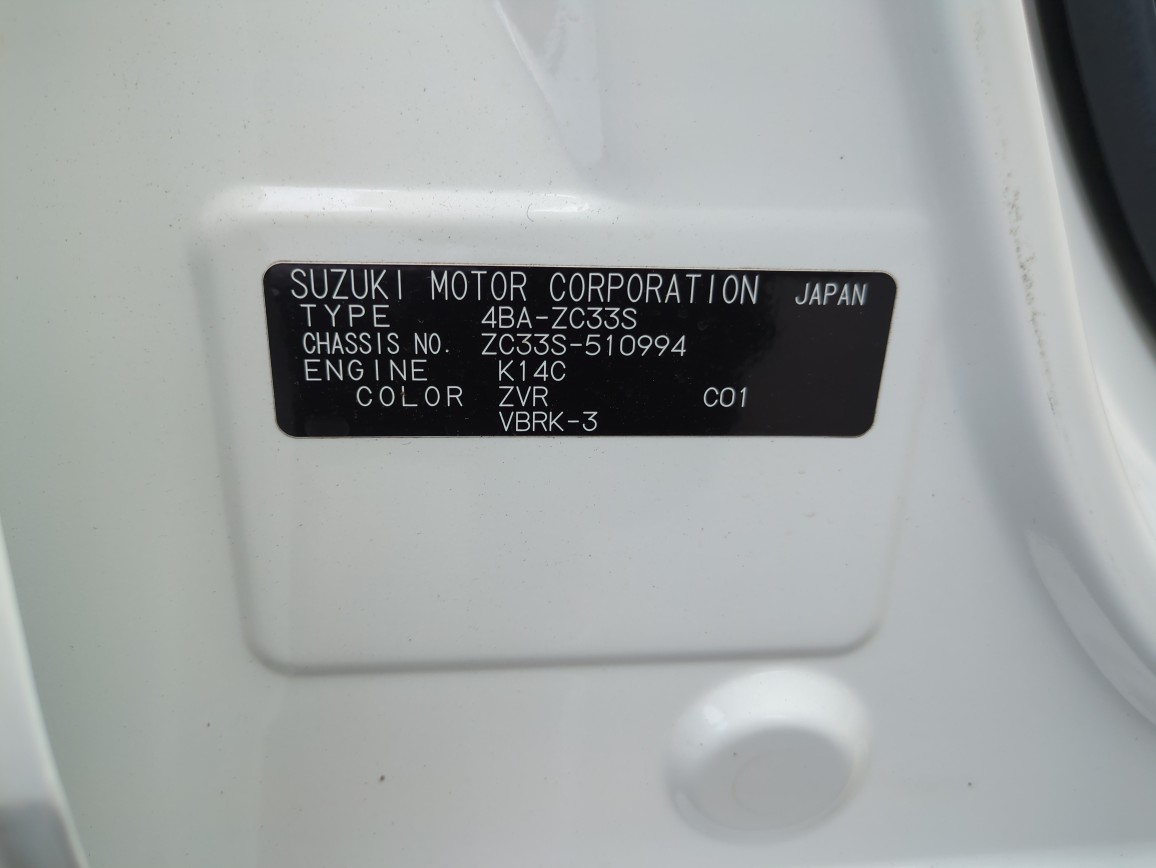 SUZUKI MOTOR CORPORATION JAPAN
TYPE 4BA-ZC33S
CHASSIS NO. ZC33S-510994
ENGINE K14C
COLOR ZVR C01
VBRK-3